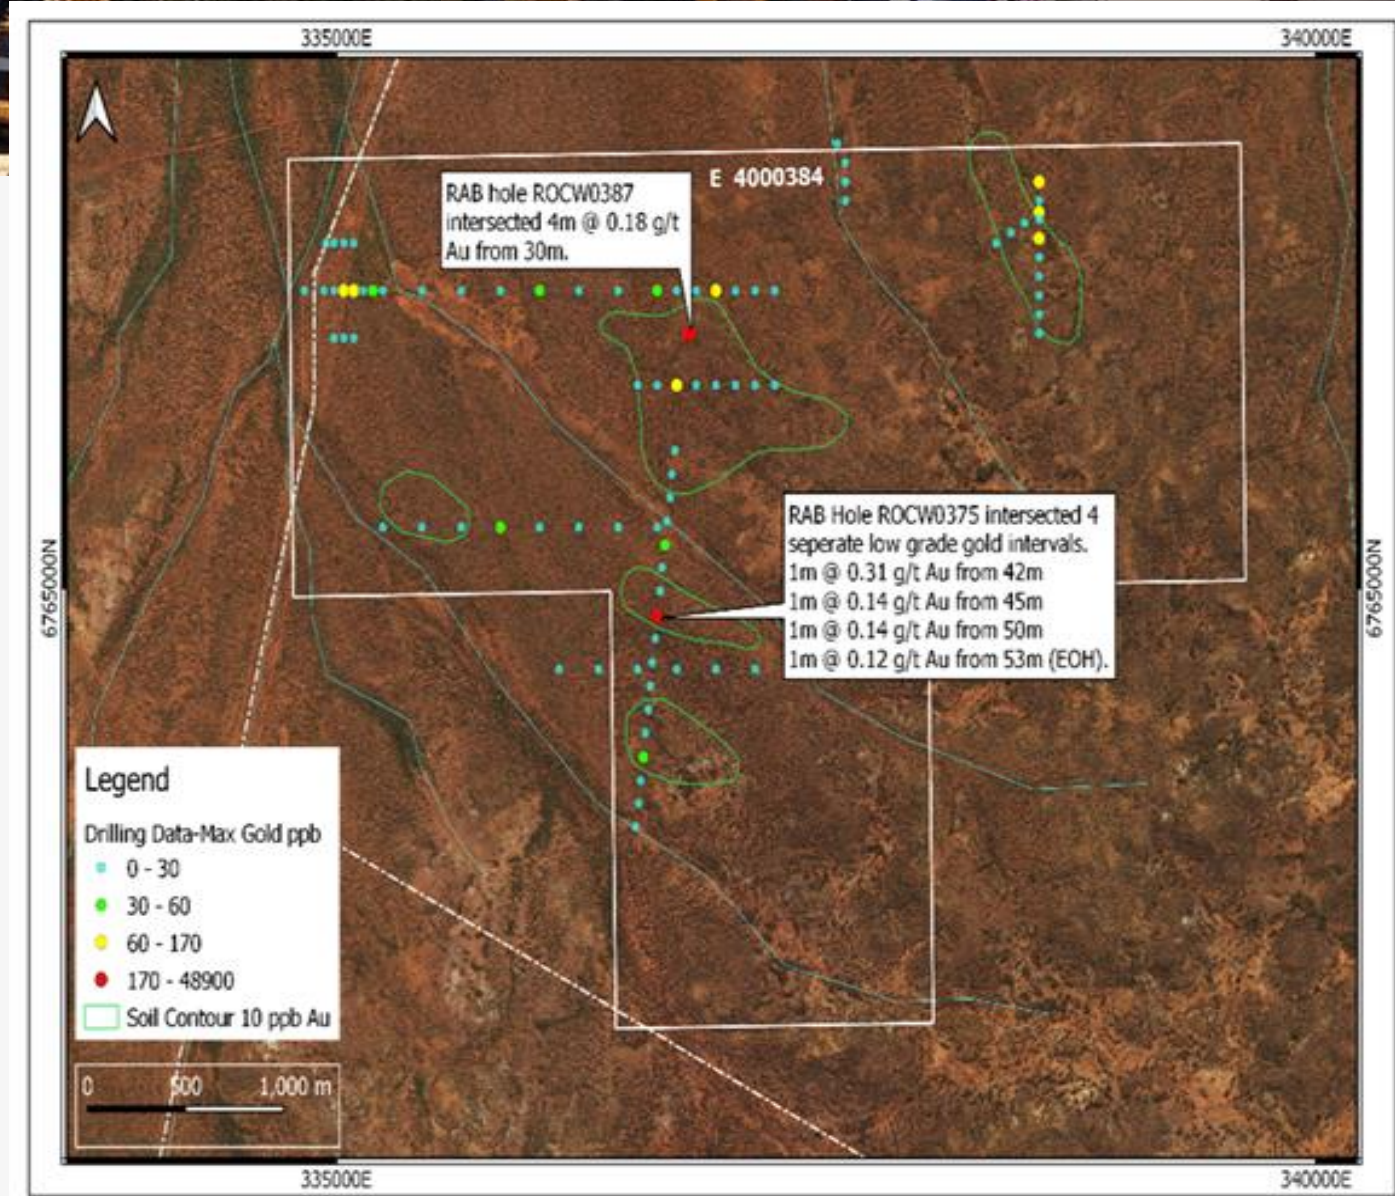 335000E
340000E
E 4000384
RAB hole ROCW0387
intersected 4m @ 0.18 g/t
Au from 30m.
6765000N
6765000N
RAB Hole ROCW0375 intersected 4
seperate low grade gold intervals.
1m @ 0.31 g/t Au from 42m
1m @ 0.14 g/t Au from 45m
1m @ 0.14 g/t Au from 50m
1m @ 0.12 g/t Au from 53m (EOH).
Legend
Drilling Data-Max Gold ppb
0 - 30
30 - 60
60 - 170
170 - 48900
Soil Contour 10 ppb Au
0 500 1,000 m
335000E
340000E